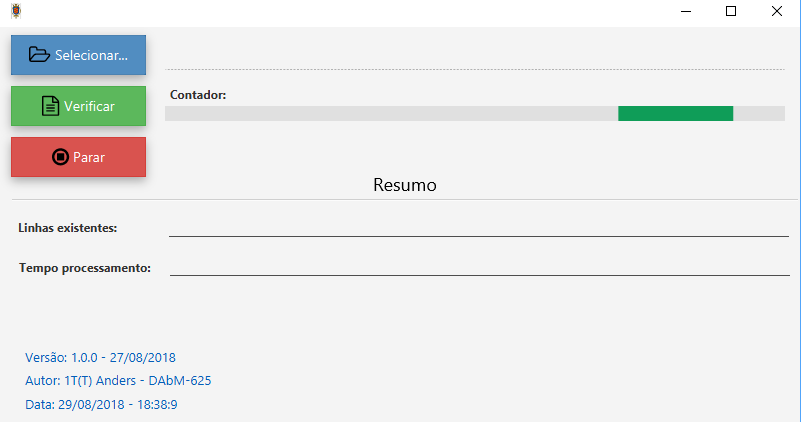 Selecionar...
Verificar
Contador:
Parar
Resumo
Linhas existentes:
Tempo processamento:
Versão: 1.0.0 - 27/08/2018
Autor: 1T(T) Anders - DAbM-625
Data: 29/08/2018 - 18:38:9